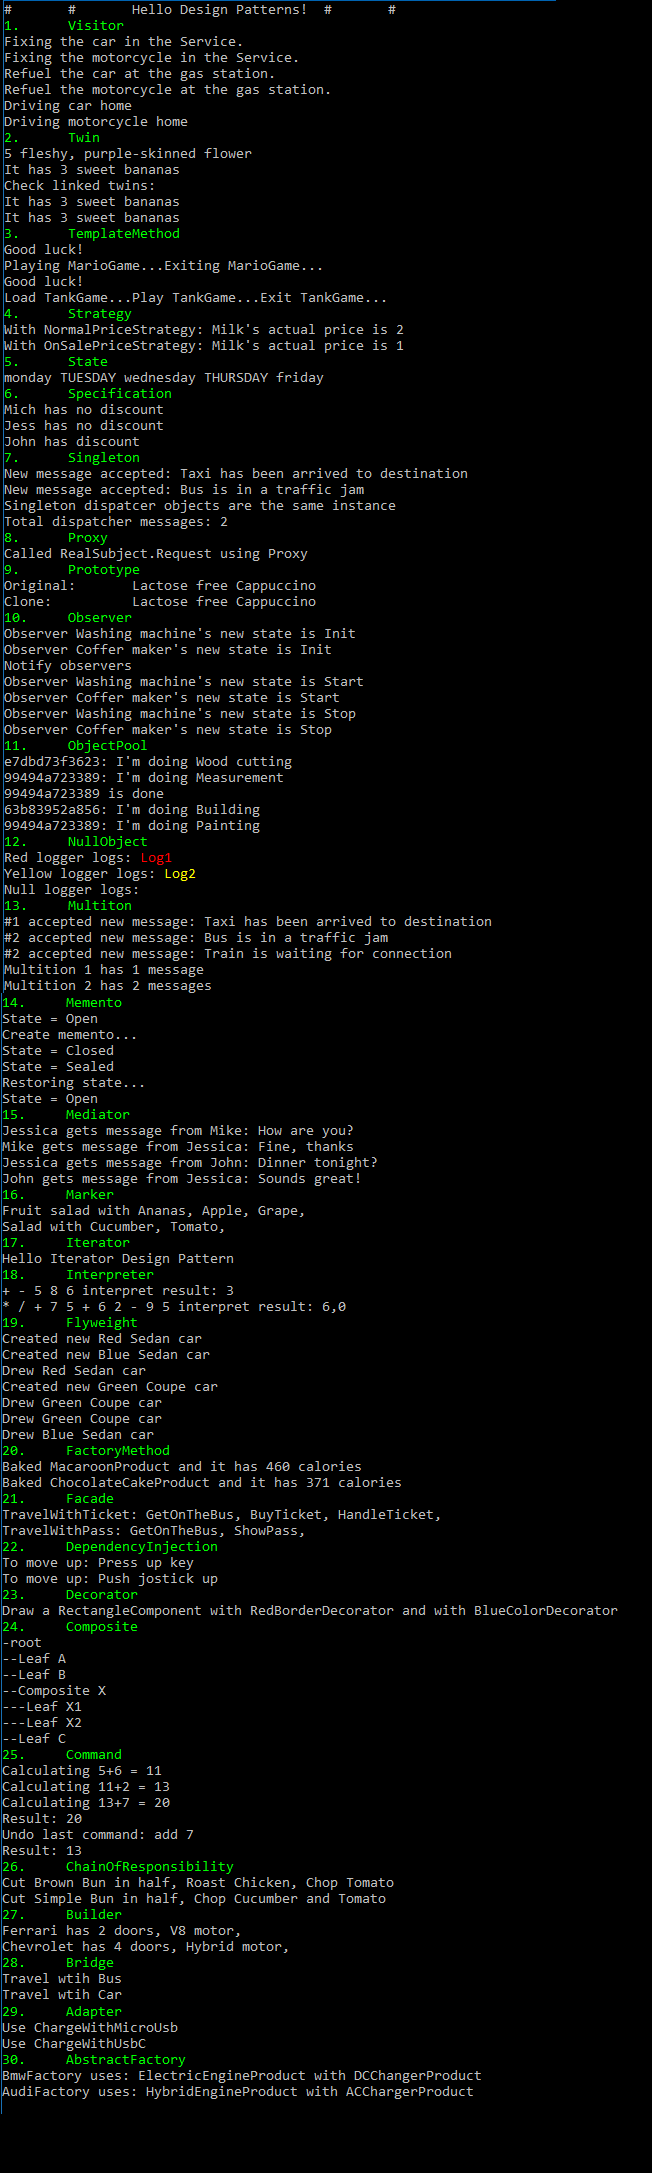 #       #       Hello Design Patterns!  #       #
1.      Visitor
Fixing the car in the Service.
Fixing the motorcycle in the Service.
Refuel the car at the gas station.
Refuel the motorcycle at the gas station.
Driving car home
Driving motorcycle home
2.      Twin
5 fleshy, purple-skinned flower
It has 3 sweet bananas
Check linked twins:
It has 3 sweet bananas
It has 3 sweet bananas
3.      TemplateMethod
Good luck!
Playing MarioGame...Exiting MarioGame...
Good luck!
Load TankGame...Play TankGame...Exit TankGame...
4.      Strategy
With NormalPriceStrategy: Milk's actual price is 2
With OnSalePriceStrategy: Milk's actual price is 1
5.      State
monday TUESDAY wednesday THURSDAY friday
6.      Specification
Mich has no discount
Jess has no discount
John has discount
7.      Singleton
New message accepted: Taxi has been arrived to destination
New message accepted: Bus is in a traffic jam
Singleton dispatcer objects are the same instance
Total dispatcher messages: 2
8.      Proxy
Called RealSubject.Request using Proxy
9.      Prototype
Original:       Lactose free Cappuccino
Clone:          Lactose free Cappuccino
10.     Observer
Observer Washing machine's new state is Init
Observer Coffer maker's new state is Init
Notify observers
Observer Washing machine's new state is Start
Observer Coffer maker's new state is Start
Observer Washing machine's new state is Stop
Observer Coffer maker's new state is Stop
11.     ObjectPool
e7dbd73f3623: I'm doing Wood cutting
99494a723389: I'm doing Measurement
99494a723389 is done
63b83952a856: I'm doing Building
99494a723389: I'm doing Painting
12.     NullObject
Red logger logs: Log1
Yellow logger logs: Log2
Null logger logs:
13.     Multiton
#1 accepted new message: Taxi has been arrived to destination
#2 accepted new message: Bus is in a traffic jam
#2 accepted new message: Train is waiting for connection
Multition 1 has 1 message
Multition 2 has 2 messages
14.     Memento
State = Open
Create memento...
State = Closed
State = Sealed
Restoring state...
State = Open
15.     Mediator
Jessica gets message from Mike: How are you?
Mike gets message from Jessica: Fine, thanks
Jessica gets message from John: Dinner tonight?
John gets message from Jessica: Sounds great!
16.     Marker
Fruit salad with Ananas, Apple, Grape,
Salad with Cucumber, Tomato,
17.     Iterator
Hello Iterator Design Pattern
18.     Interpreter
+ - 5 8 6 interpret result: 3
* / + 7 5 + 6 2 - 9 5 interpret result: 6,0
19.     Flyweight
Created new Red Sedan car
Created new Blue Sedan car
Drew Red Sedan car
Created new Green Coupe car
Drew Green Coupe car
Drew Green Coupe car
Drew Blue Sedan car
20.     FactoryMethod
Baked MacaroonProduct and it has 460 calories
Baked ChocolateCakeProduct and it has 371 calories
21.     Facade
TravelWithTicket: GetOnTheBus, BuyTicket, HandleTicket,
TravelWithPass: GetOnTheBus, ShowPass,
22.     DependencyInjection
To move up: Press up key
To move up: Push jostick up
23.     Decorator
Draw a RectangleComponent with RedBorderDecorator and with BlueColorDecorator
24.     Composite
-root
--Leaf A
--Leaf B
--Composite X
---Leaf X1
---Leaf X2
--Leaf C
25.     Command
Calculating 5+6 = 11
Calculating 11+2 = 13
Calculating 13+7 = 20
Result: 20
Undo last command: add 7
Result: 13
26.     ChainOfResponsibility
Cut Brown Bun in half, Roast Chicken, Chop Tomato
Cut Simple Bun in half, Chop Cucumber and Tomato
27.     Builder
Ferrari has 2 doors, V8 motor,
Chevrolet has 4 doors, Hybrid motor,
28.     Bridge
Travel wtih Bus
Travel wtih Car
29.     Adapter
Use ChargeWithMicroUsb
Use ChargeWithUsbC
30.     AbstractFactory
BmwFactory uses: ElectricEngineProduct with DCChangerProduct
AudiFactory uses: HybridEngineProduct with ACChargerProduct